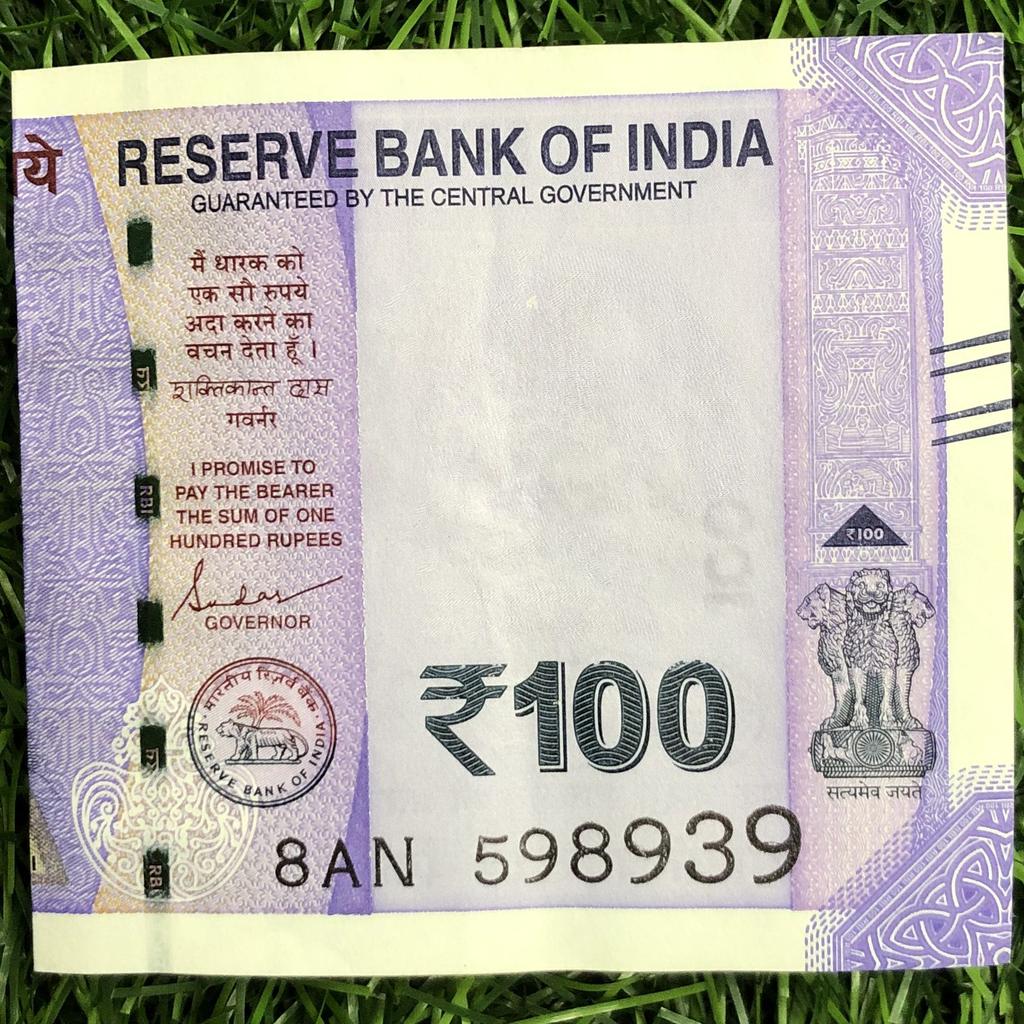 ये
RESERVE BANK OF INDIA
GUARANTEED BY THE CENTRAL GOVERNMENT
मैं धारक को
एक सौ रुपये
अदा करने का
वचन देता हूँ ।
शक्तिकान्त दास
गवर्नर
I PROMISE TO
PAY THE BEARER
THE SUM OF ONE
HUNDRED RUPEES
GOVERNOR
भारतीय रिज़र्व बैंक
RESERVE BANK OF INDIA
RBI
RBI
₹100
₹100
सत्यमेव जयते
8AN 598939